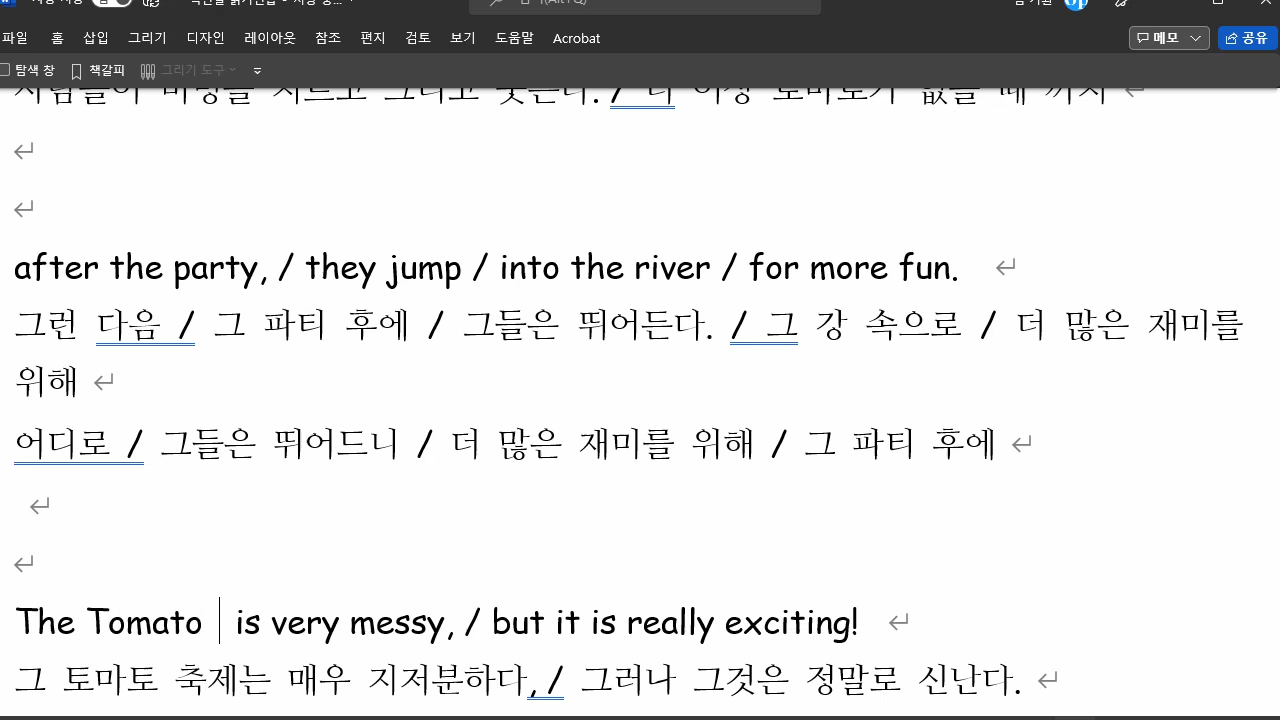 파일 홈 삽입 그리기 디자인 레이아웃 참조 편지 검토 보기 도움말 Acrobat 메모 공유
탐색 창 책갈피 그리기 도구
after the party, / they jump / into the river / for more fun.
그런 다음 / 그 파티 후에 / 그들은 뛰어든다. / 그 강 속으로 / 더 많은 재미를
위해
어디로 / 그들은 뛰어드니 / 더 많은 재미를 위해 / 그 파티 후에
The Tomato is very messy, / but it is really exciting!
그 토마토 축제는 매우 지저분하다, / 그러나 그것은 정말로 신난다.